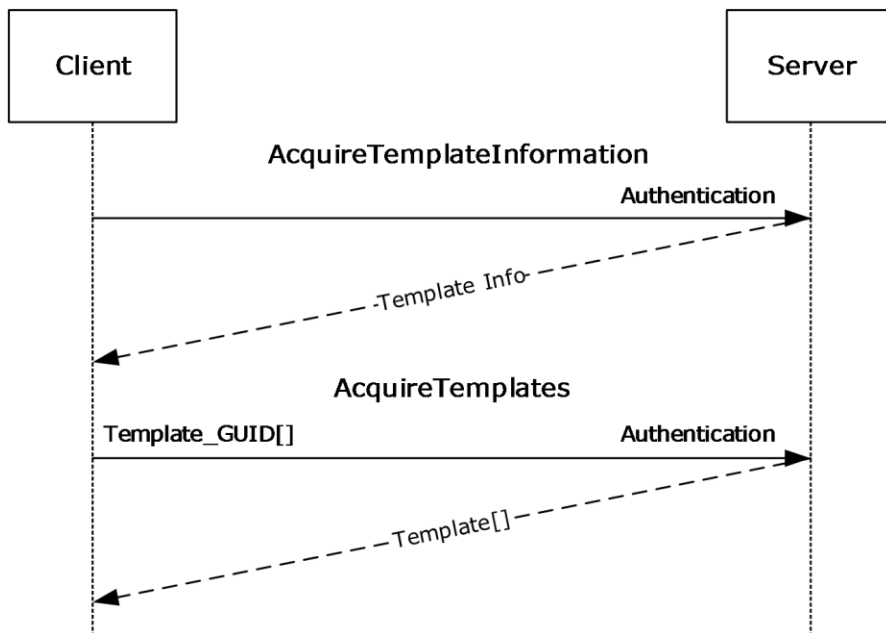 Client
Server
AcquireTemplateInformation
Authentication
Template Info
AcquireTemplates
Template_GUID[]
Authentication
Template[]